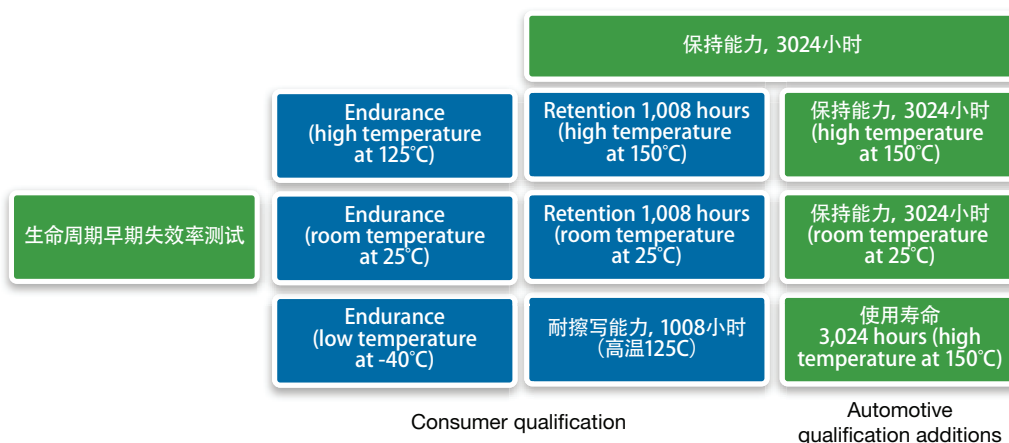 保持能力, 3024小时
Endurance
(high temperature
at 125°C)
Retention 1,008 hours
(high temperature
at 150°C)
保持能力, 3024小时
(high temperature
at 150°C)
生命周期早期失效率测试
Endurance
(room temperature
at 25°C)
Retention 1,008 hours
(room temperature
at 25°C)
保持能力, 3024小时
(room temperature
at 25°C)
Endurance
(low temperature
at -40°C)
耐擦写能力, 1008小时
（高温125C）
使用寿命
3,024 hours (high
temperature at 150°C)
Consumer qualification
Automotive
qualification additions